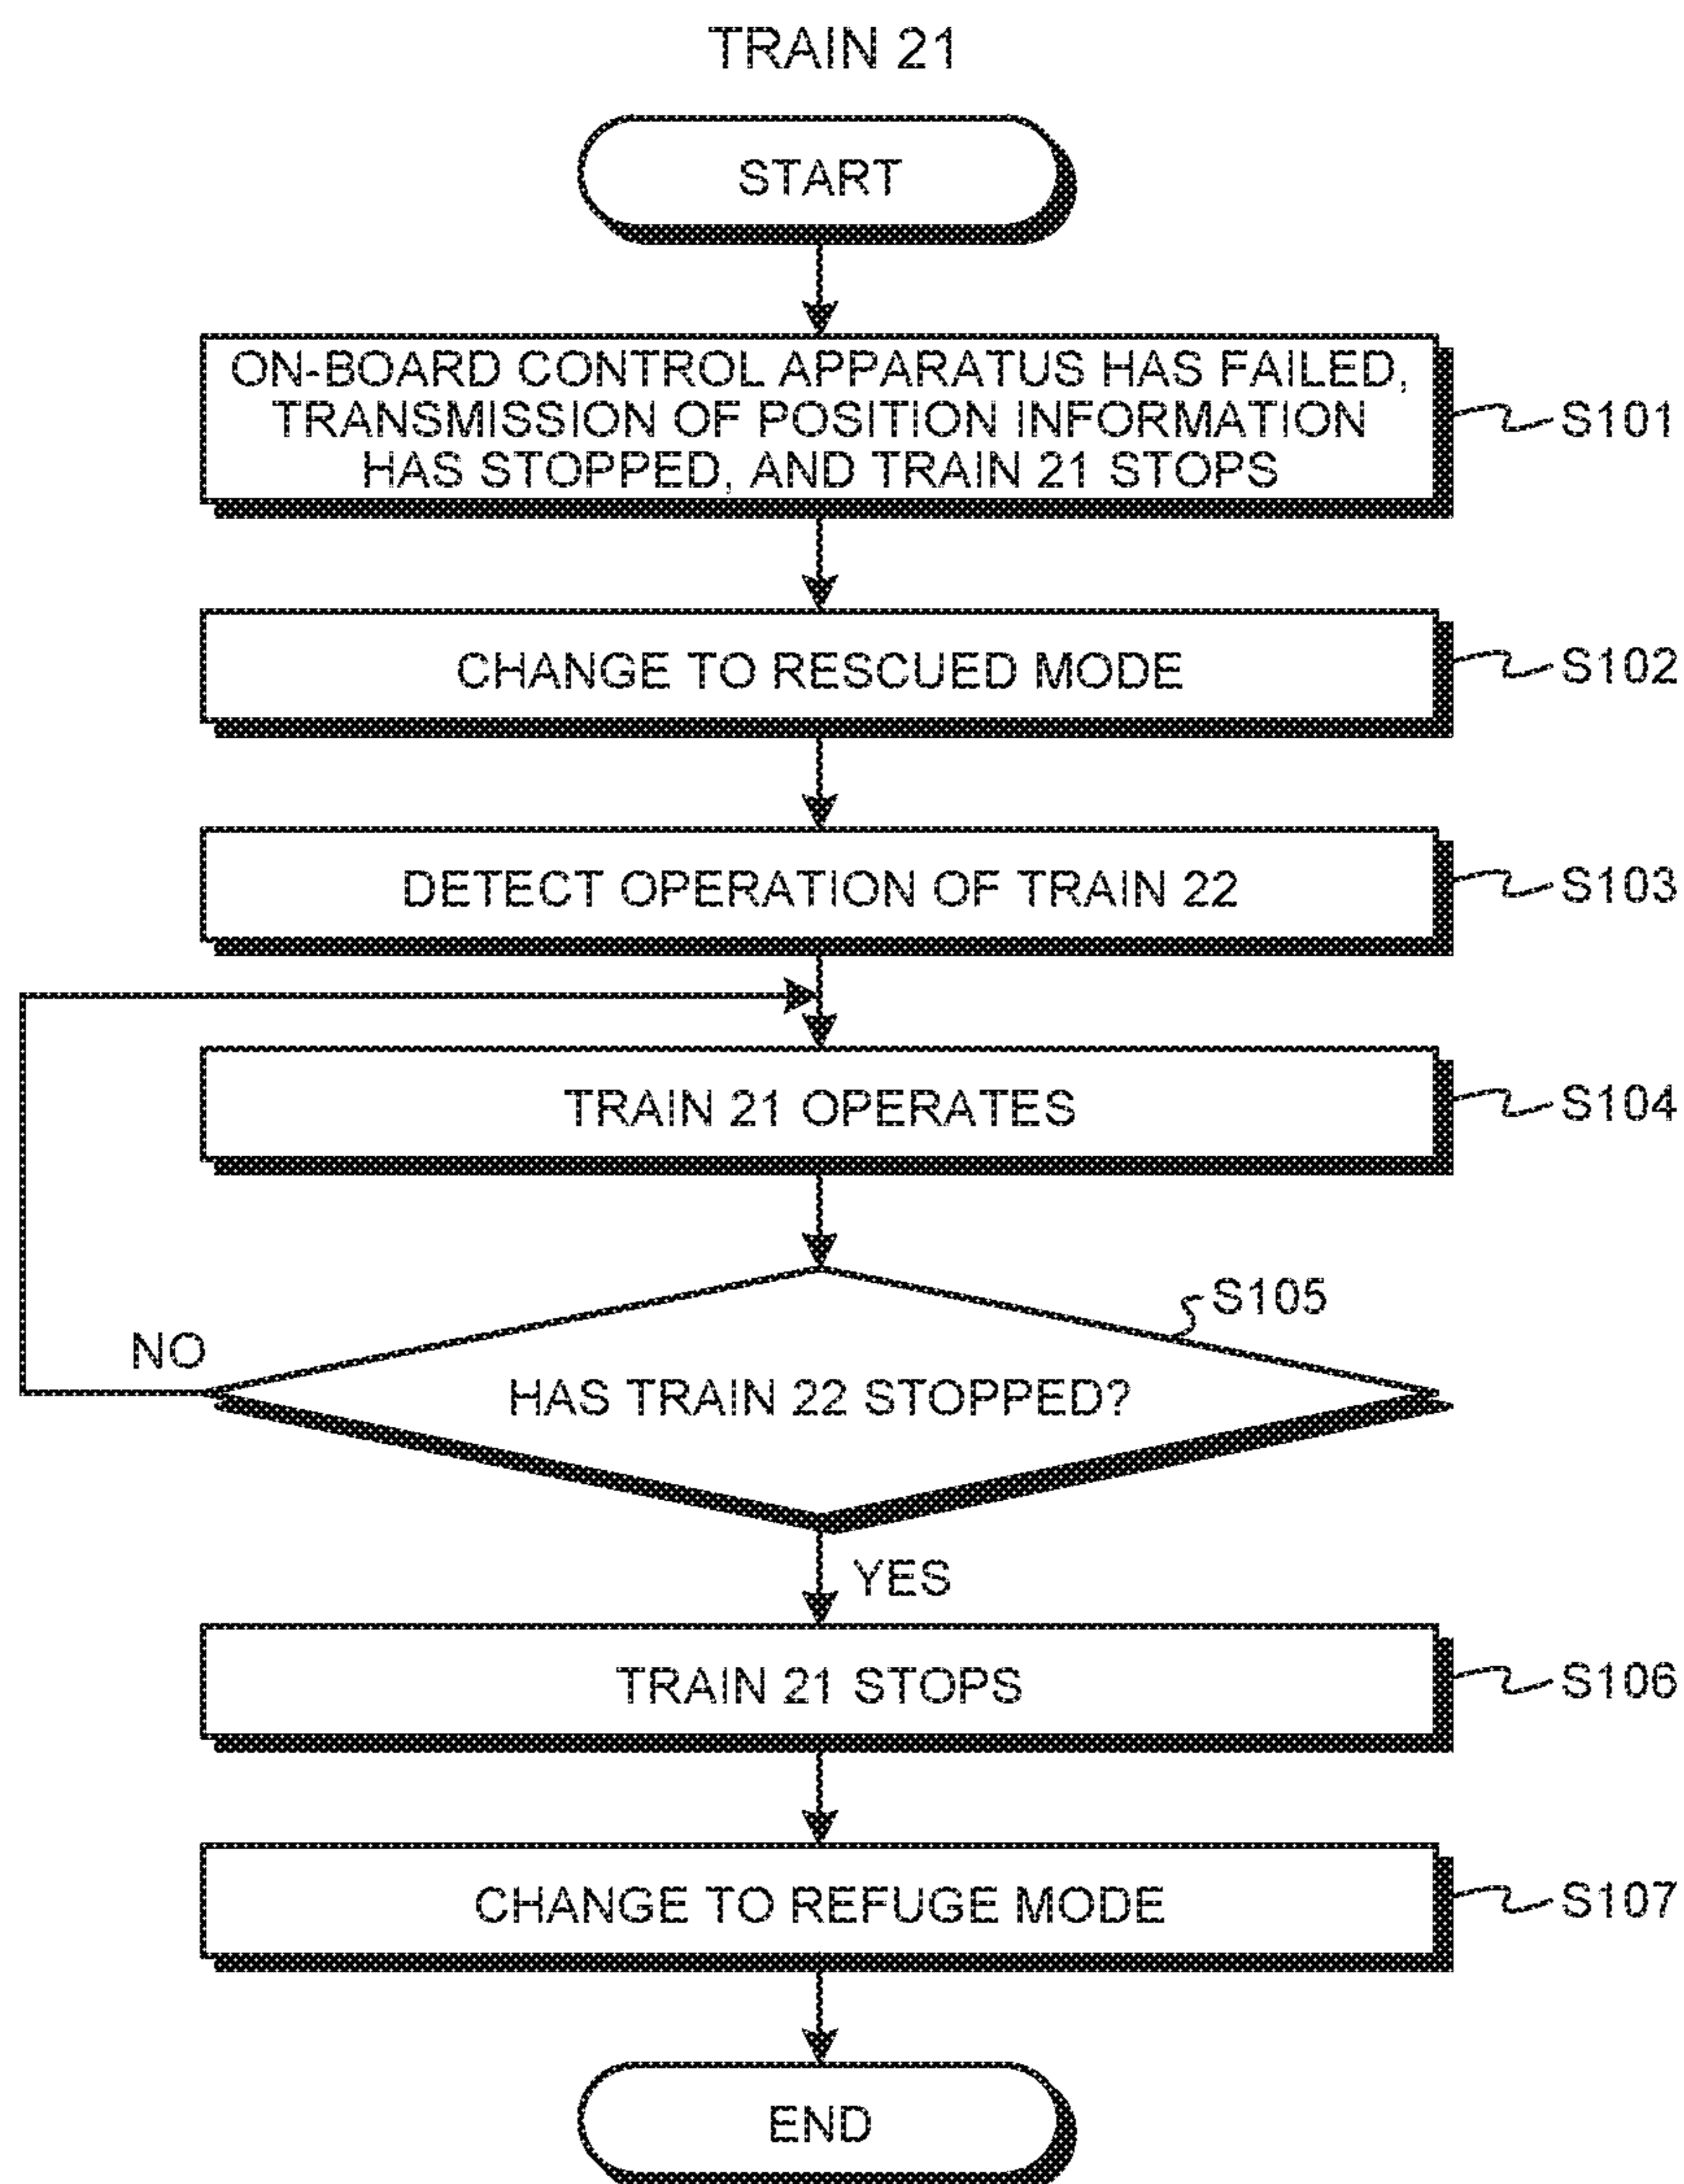 TRAIN 21
START
ON-BOARD CONTROL APPARATUS HAS FAILED,
TRANSMISSION OF POSITION INFORMATION
HAS STOPPED, AND TRAIN 21 STOPS
S101
CHANGE TO RESCUED MODE
S102
DETECT OPERATION OF TRAIN 22
S103
TRAIN 21 OPERATES
S104
S105
NO
HAS TRAIN 22 STOPPED?
YES
TRAIN 21 STOPS
S106
CHANGE TO REFUGE MODE
S107
END